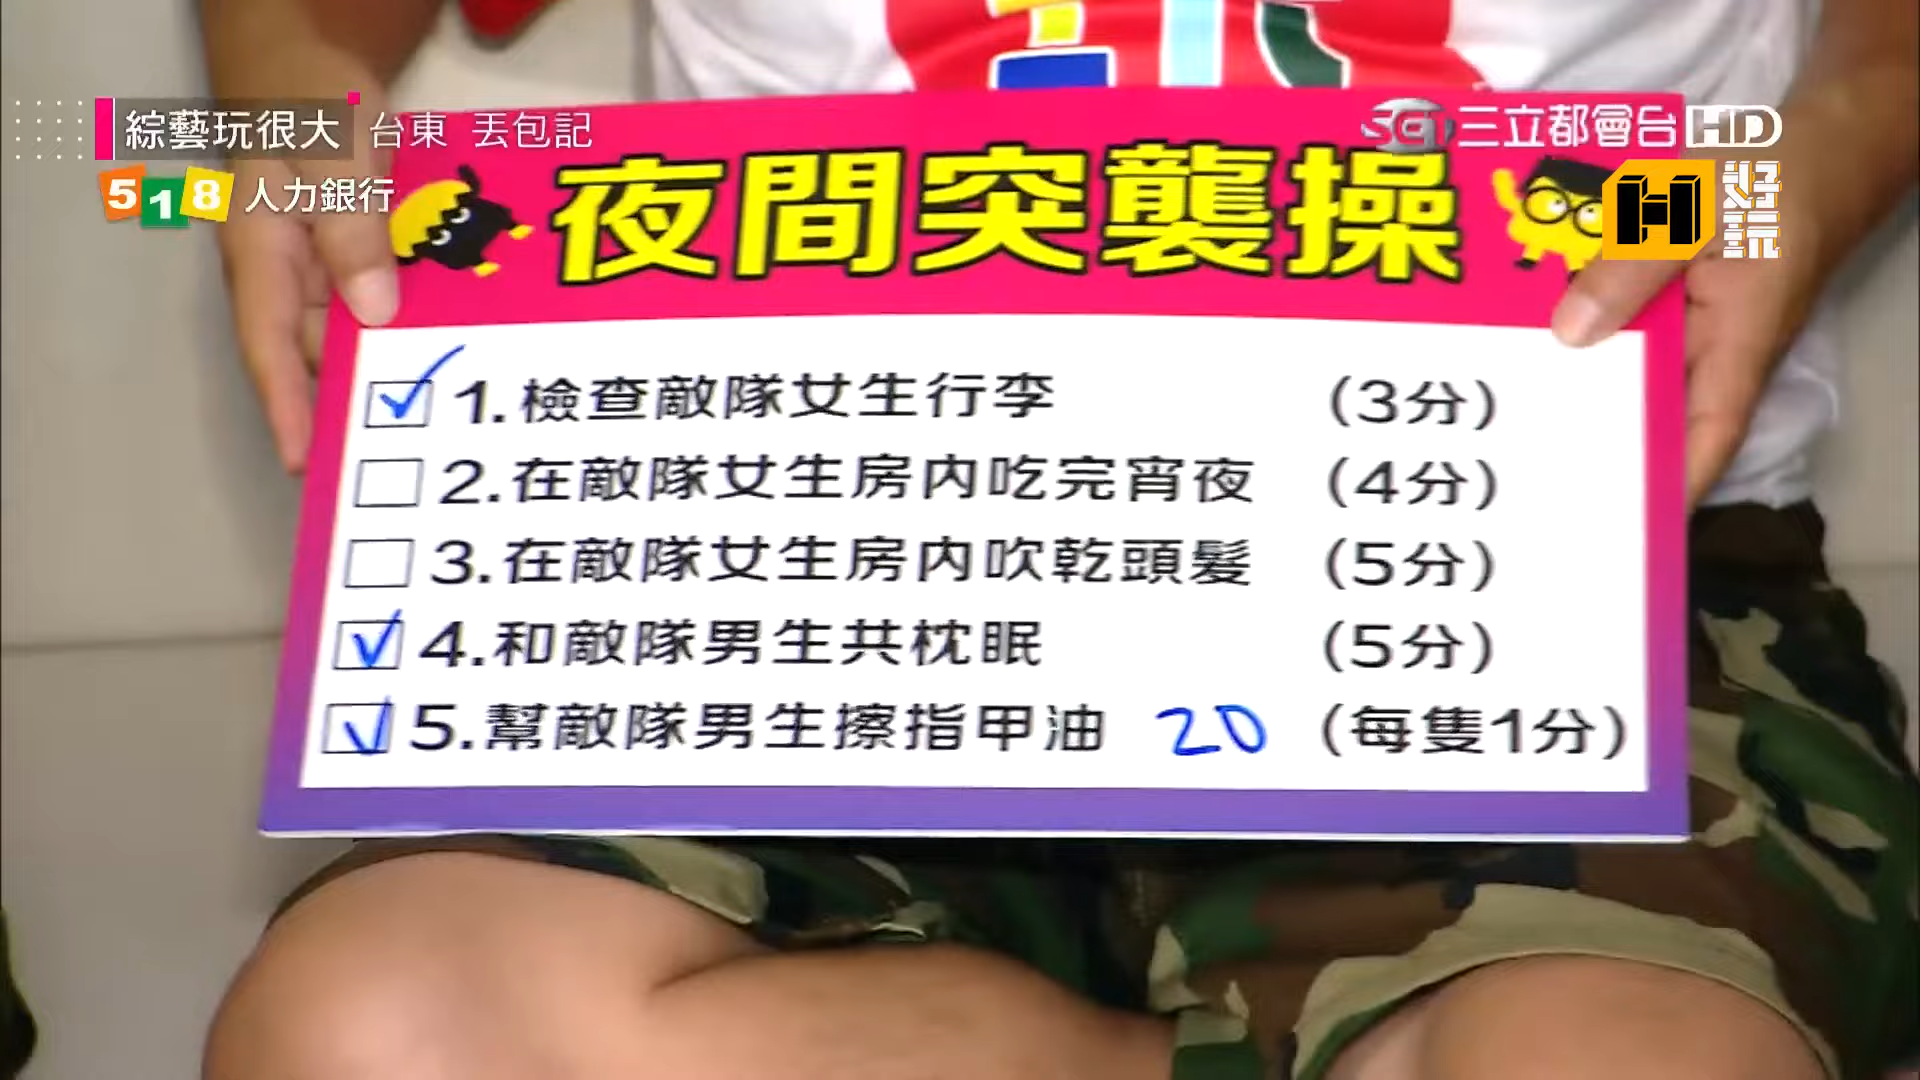 綜藝玩很大 台東 丟包記
SET 三立都會台 HD
518 人力銀行
H 好玩
夜間突襲操
1.檢查敵隊女生行李 (3分)
2.在敵隊女生房內吃完宵夜 (4分)
3.在敵隊女生房內吹乾頭髮 (5分)
4.和敵隊男生共枕眠 (5分)
5.幫敵隊男生擦指甲油 20 (每隻1分)